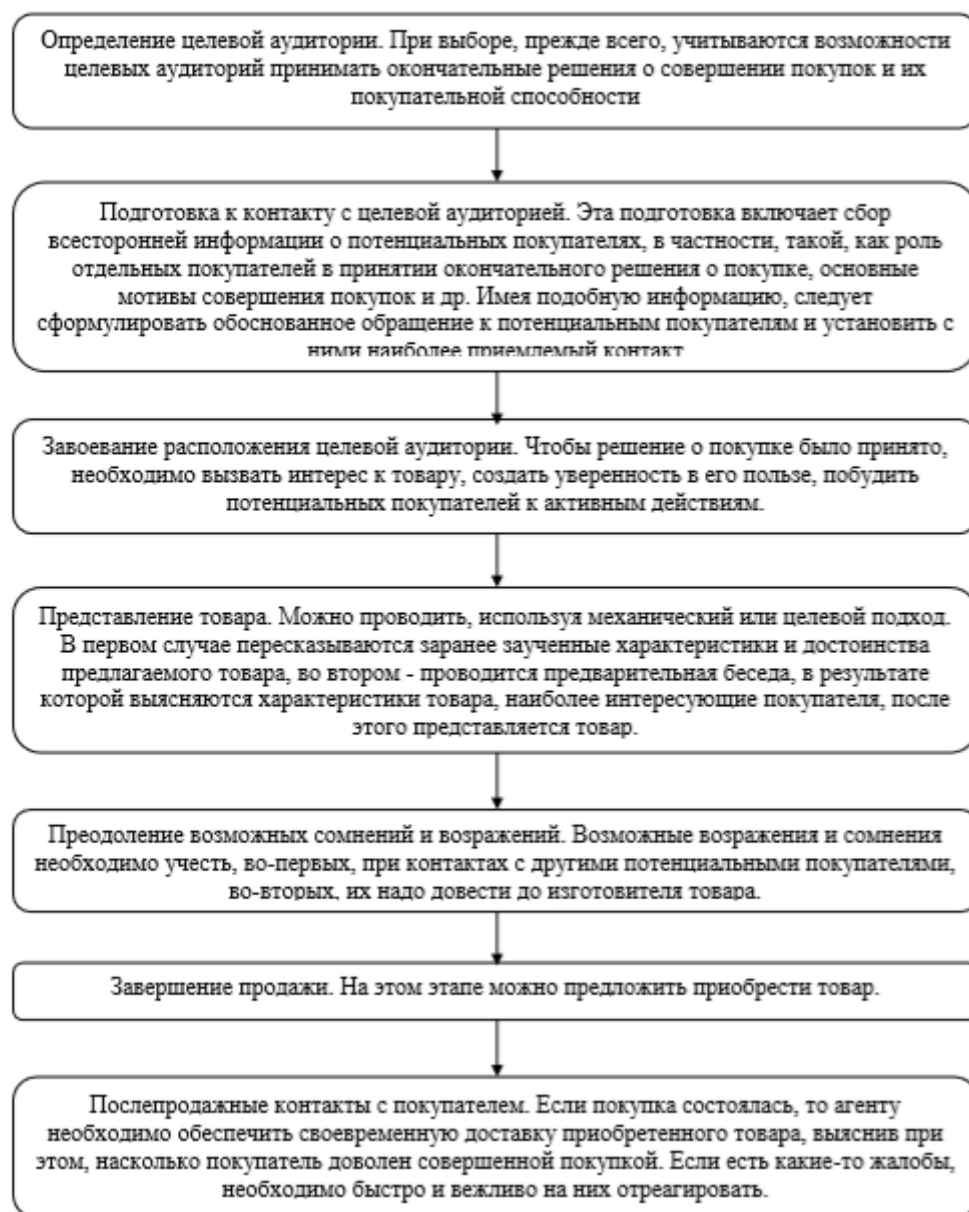 Определение целевой аудитории. При выборе, прежде всего, учитываются возможности
целевых аудиторий принимать окончательные решения о совершении покупок и их
покупательной способности
Подготовка к контакту с целевой аудиторией. Эта подготовка включает сбор
всесторонней информации о потенциальных покупателях, в частности, такой, как роль
отдельных покупателей в принятии окончательного решения о покупке, основные
мотивы совершения покупок и др. Имея подобную информацию, следует
сформулировать обоснованное обращение к потенциальным покупателям и установить с
ними наиболее приемлемый контакт
Завоевание расположения целевой аудитории. Чтобы решение о покупке было принято,
необходимо вызвать интерес к товару, создать уверенность в его пользе, побудить
потенциальных покупателей к активным действиям.
Представление товара. Можно проводить, используя механический или целевой подход.
В первом случае пересказываются заранее заученные характеристики и достоинства
предлагаемого товара, во втором - проводится предварительная беседа, в результате
которой выясняются характеристики товара, наиболее интересующие покупателя, после
этого представляется товар.
Преодоление возможных сомнений и возражений. Возможные возражения и сомнения
необходимо учесть, во-первых, при контактах с другими потенциальными покупателями,
во-вторых, их надо довести до изготовителя товара.
Завершение продажи. На этом этапе можно предложить приобрести товар.
Послепродажные контакты с покупателем. Если покупка состоялась, то агенту
необходимо обеспечить своевременную доставку приобретенного товара, выяснив при
этом, насколько покупатель доволен совершенной покупкой. Если есть какие-то жалобы,
необходимо быстро и вежливо на них отреагировать.